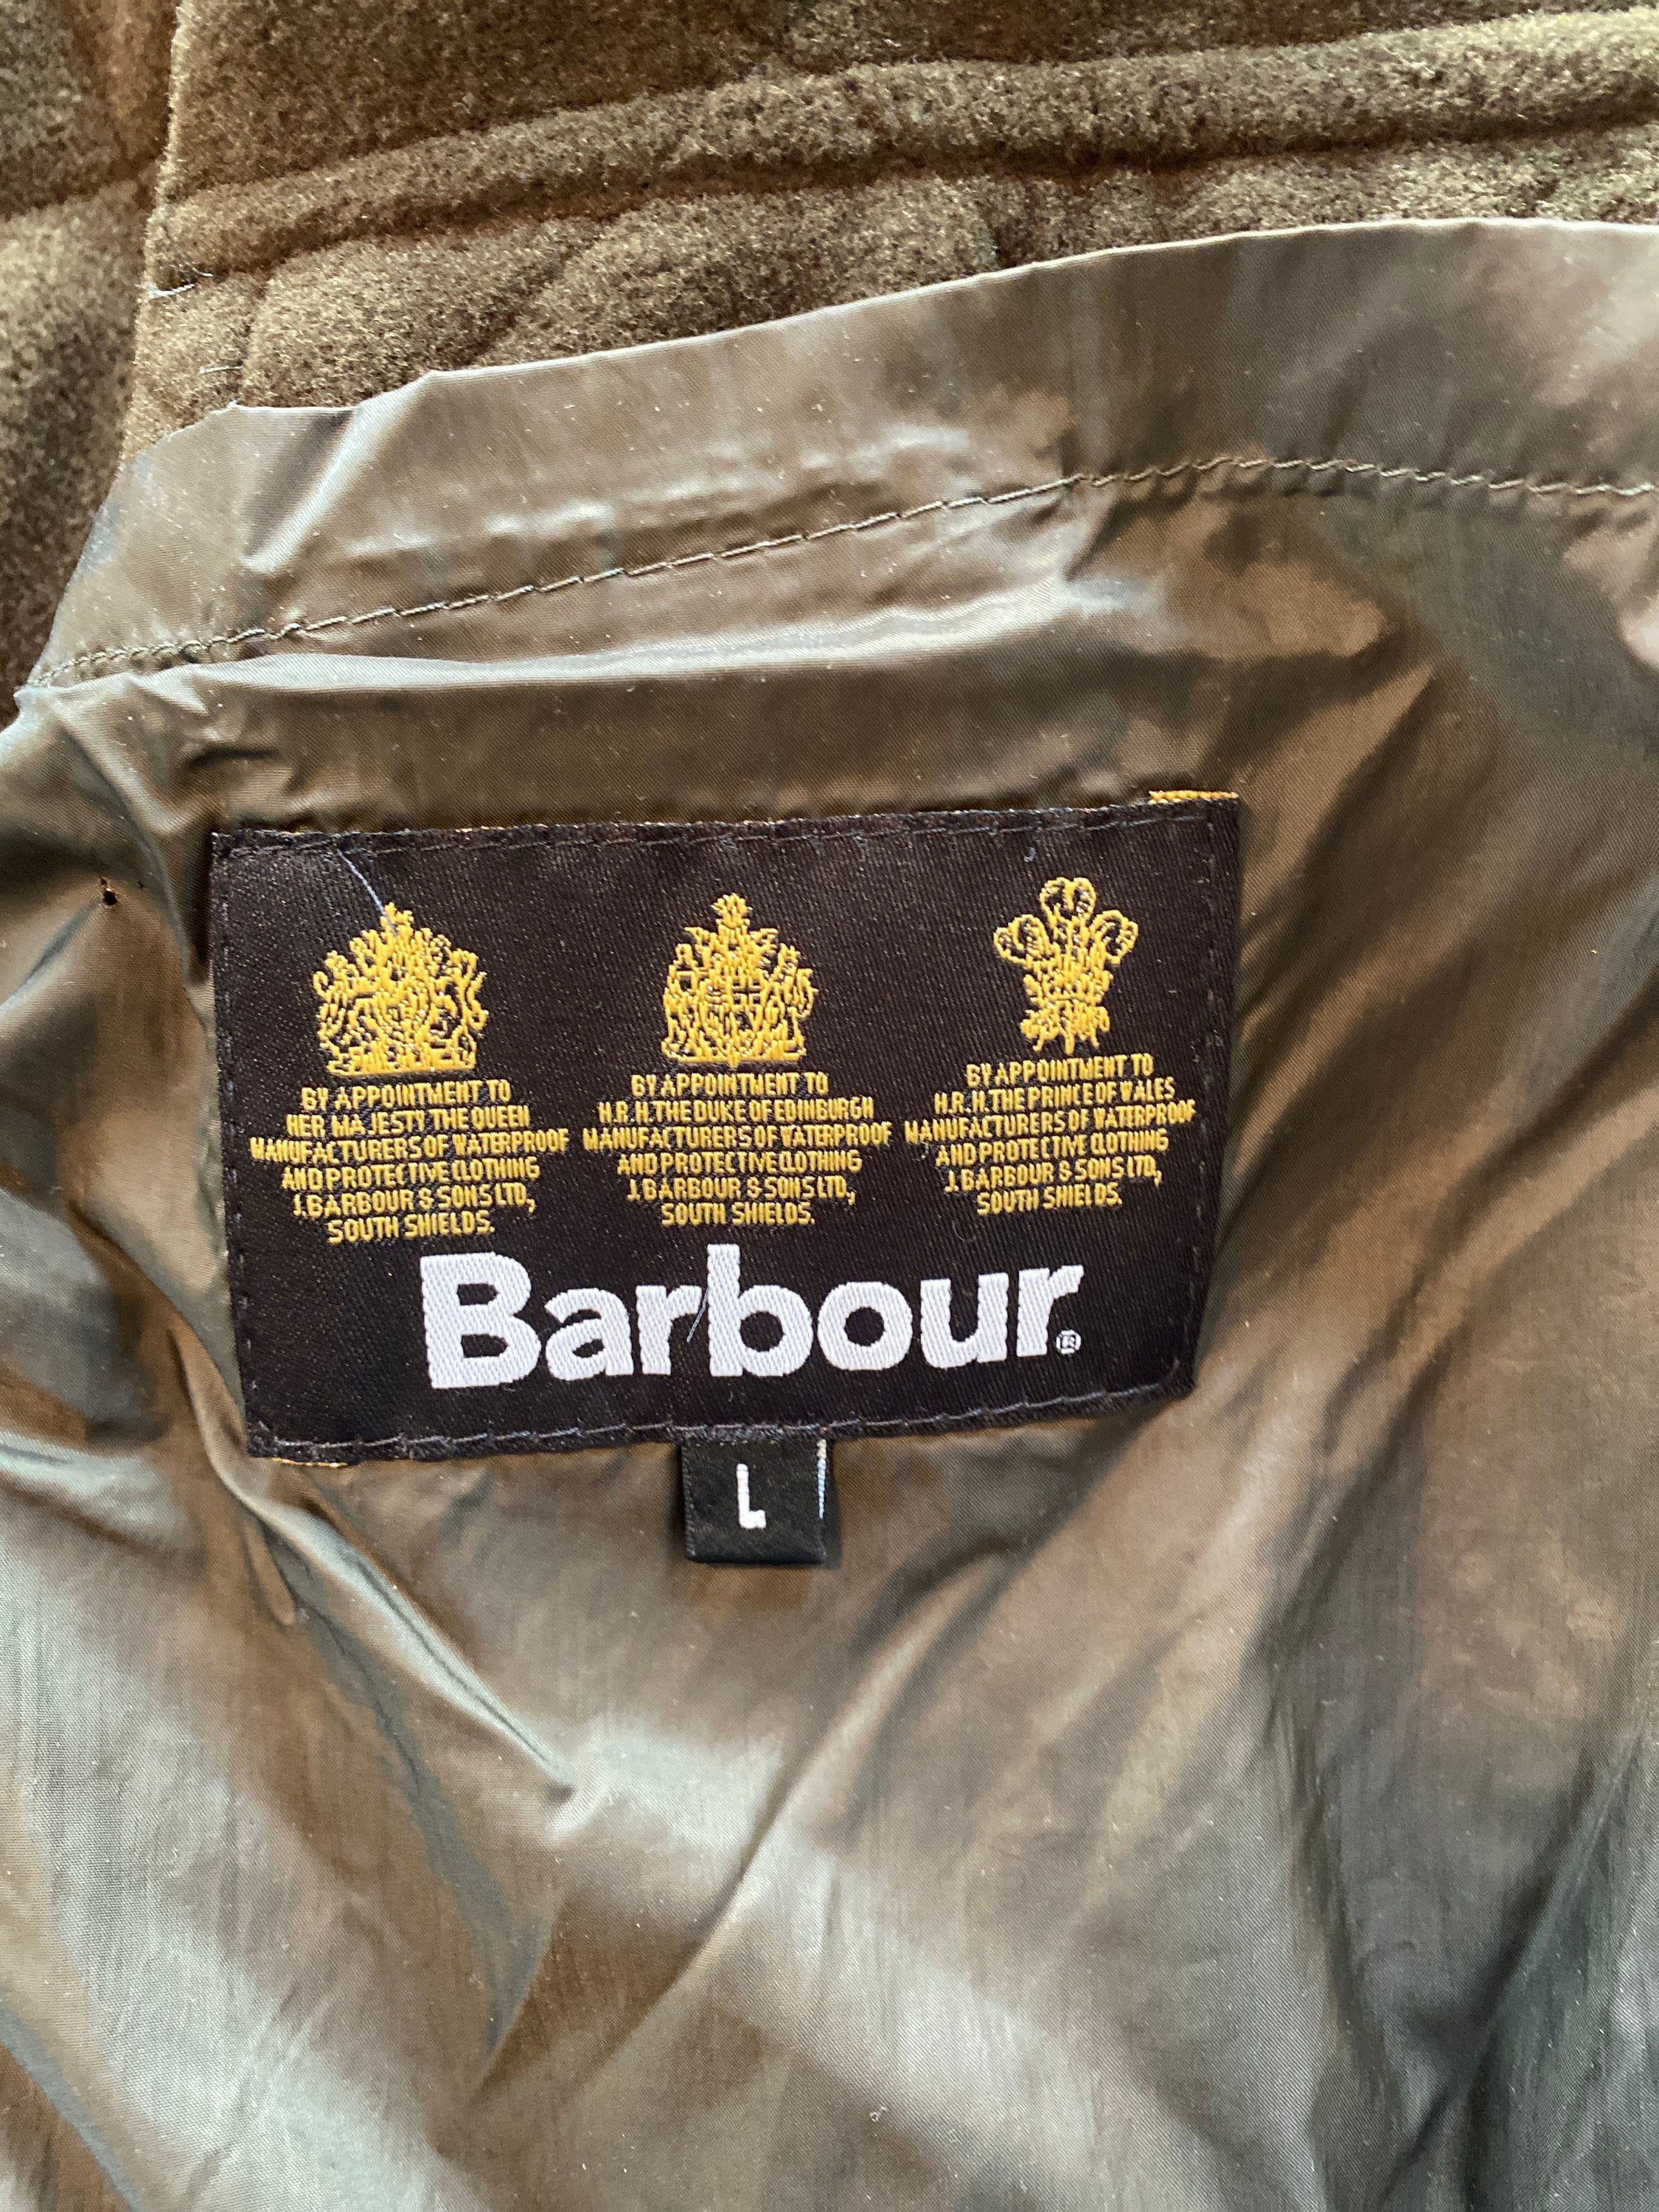 BY APPOINTMENT TO
HER MAJESTY THE QUEEN
MANUFACTURERS OF WATERPROOF
AND PROTECTIVE CLOTHING
J. BARBOUR & SONS LTD,
SOUTH SHIELDS.
BY APPOINTMENT TO
H.R.H. THE DUKE OF EDINBURGH
MANUFACTURERS OF WATERPROOF
AND PROTECTIVE CLOTHING
J. BARBOUR & SONS LTD,
SOUTH SHIELDS.
BY APPOINTMENT TO
H.R.H. THE PRINCE OF WALES
MANUFACTURERS OF WATERPROOF
AND PROTECTIVE CLOTHING
J. BARBOUR & SONS LTD,
SOUTH SHIELDS.
Barbour®
L